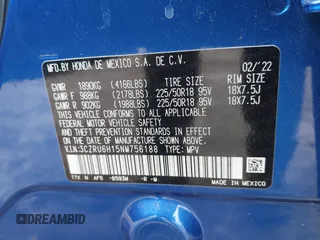 MFD.BY HONDA DE MEXICO S.A. DE C.V. 02/'22
GVWR 1890KG (4166LBS) TIRE SIZE RIM SIZE
GAWR F 988KG (2178LBS) 225/50R18 95V 18X7.5J
GAWR R 902KG (1988LBS) 225/50R18 95V 18X7.5J
THIS VEHICLE CONFORMS TO ALL APPLICABLE FEDERAL MOTOR VEHICLE SAFETY, BUMPER, AND THEFT PREVENTION STANDARDS IN EFFECT ON THE DATE OF MANUFACTURE SHOWN ABOVE.
VIN:3CZRU6H15NM756188 TYPE: MPV
-R -W MADE IN MEXICO
DREAMBID